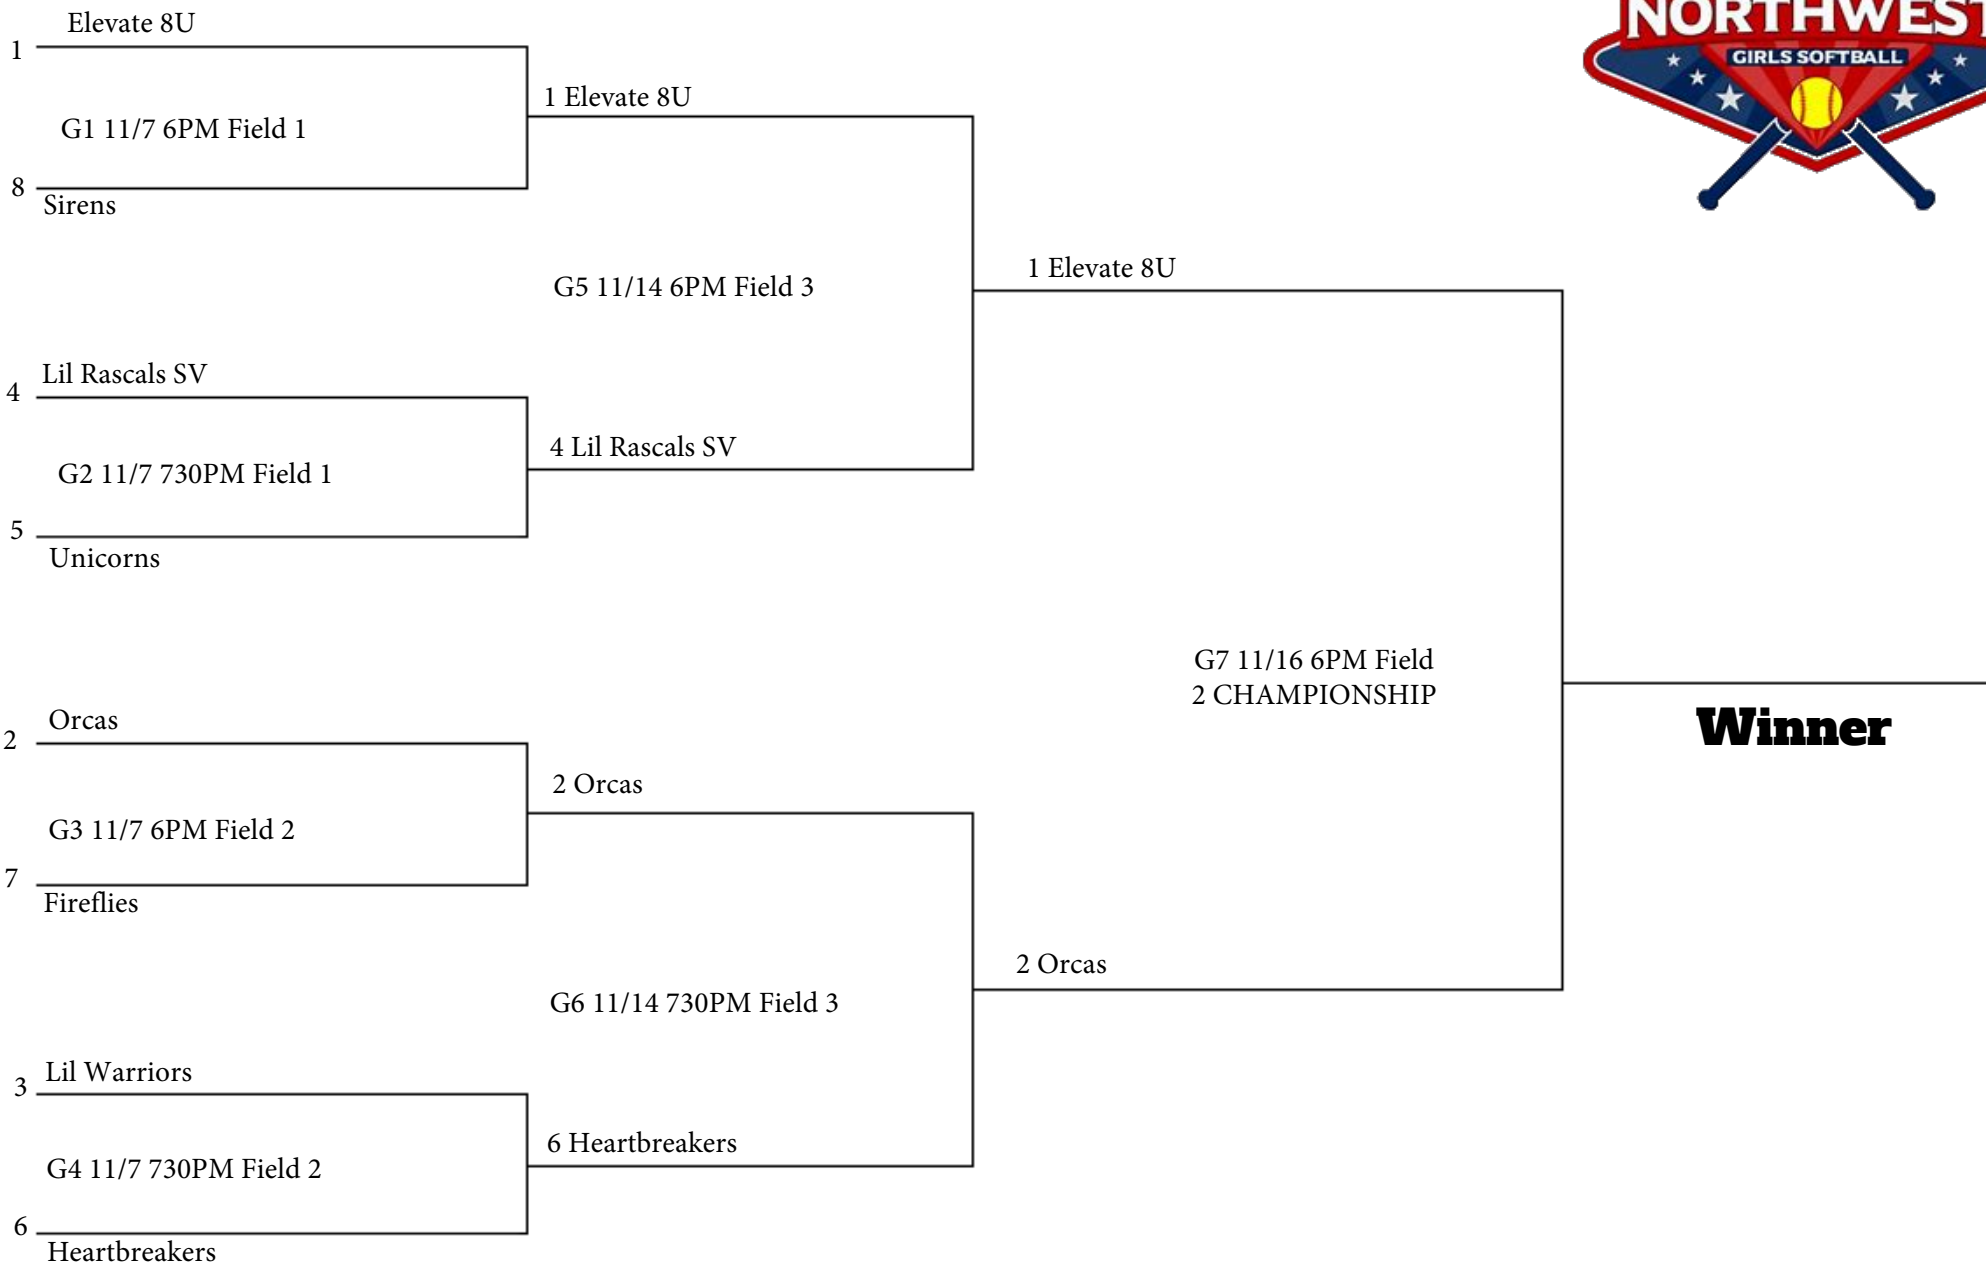 Elevate 8U
1
G1 11/7 6PM Field 1
8
Sirens
1 Elevate 8U
G5 11/14 6PM Field 3
Lil Rascals SV
4
G2 11/7 730PM Field 1
5
Unicorns
4 Lil Rascals SV
1 Elevate 8U
Orcas
2
G3 11/7 6PM Field 2
7
Fireflies
2 Orcas
G6 11/14 730PM Field 3
Lil Warriors
3
G4 11/7 730PM Field 2
6
Heartbreakers
6 Heartbreakers
2 Orcas
G7 11/16 6PM Field
2 CHAMPIONSHIP
Winner
NORTHWEST
GIRLS SOFTBALL